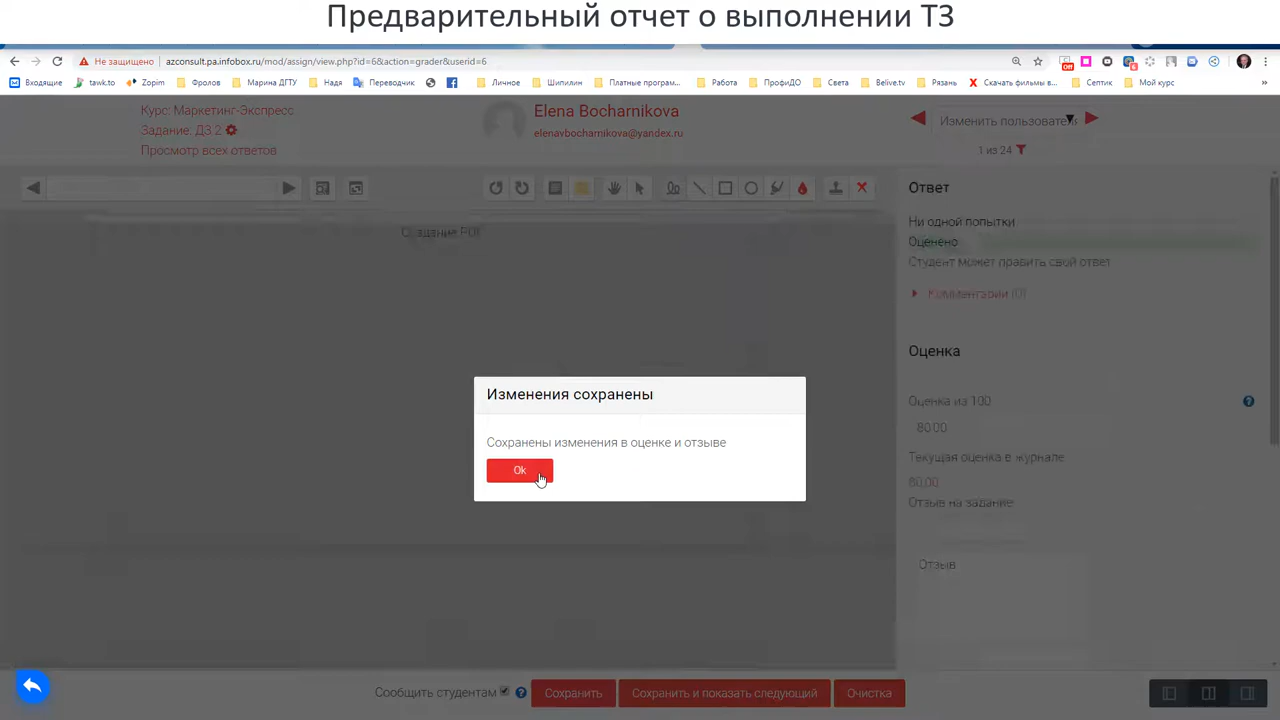 Предварительный отчет о выполнении ТЗ
Не защищено | azconsult.pa.infobox.ru/mod/assign/view.php?id=6&action=grader&userid=6
Входящие tawk.to Zopim Фролов Марина ДГТУ Надя Переводчик Личное Шипилин Платные програм... Работа ПрофиДО Света Belive.tv Рязань Скачать фильмы в... Септик Мой курс »
Курс: Маркетинг-Экспресс
Задание: ДЗ 2
Просмотр всех ответов
Elena Bocharnikova
elenavbocharnikova@yandex.ru
Изменить пользователя
1 из 24
Создание PDF
Ответ
Ни одной попытки
Оценено
Студент может править свой ответ
Комментарии (0)
Оценка
Оценка из 100
80,00
Текущая оценка в журнале
80,00
Отзыв на задание
Отзыв
Изменения сохранены
Сохранены изменения в оценке и отзыве
Ok
Сообщить студентам
Сохранить
Сохранить и показать следующий
Очистка